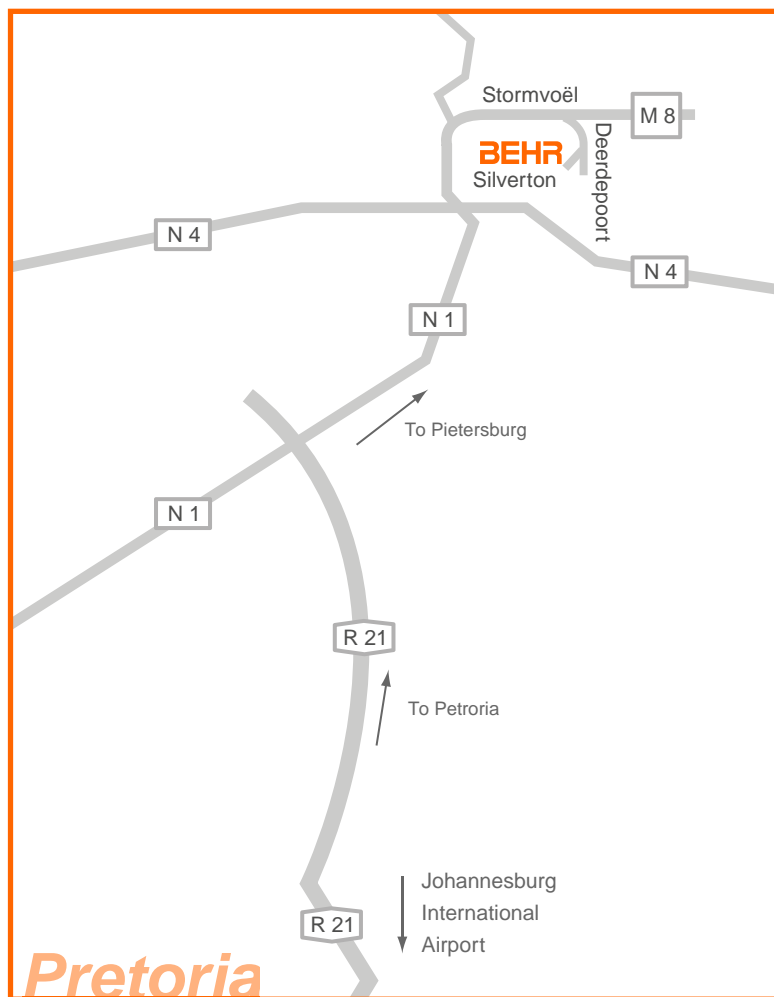 Stormvoël
M 8
Deerdepoort
BEHR
Silverton
N 4
N 4
N 1
To Pietersburg
N 1
R 21
To Petroria
Johannesburg
International
Airport
R 21
Pretoria